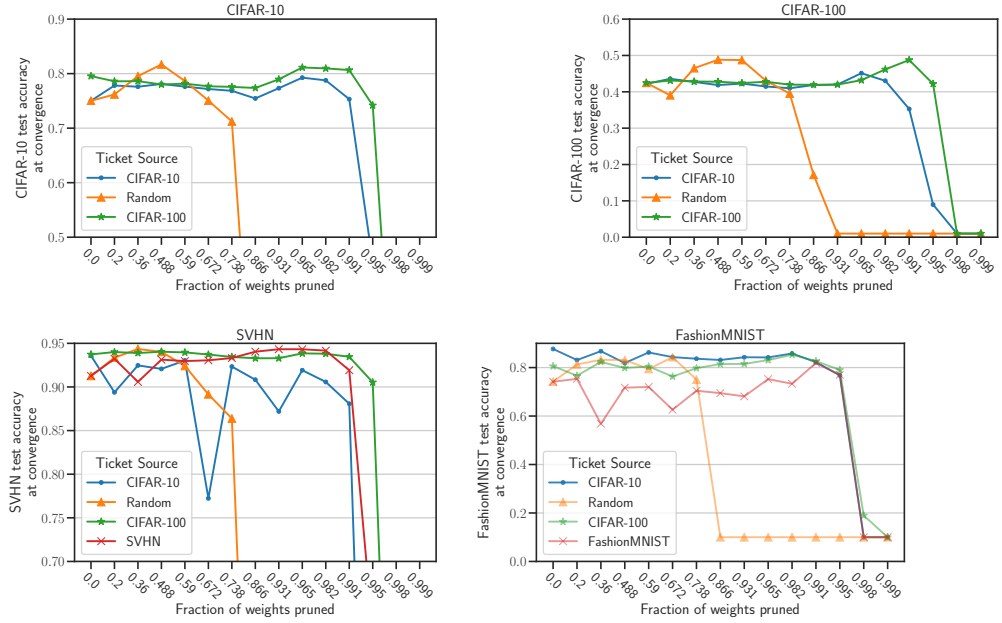 CIFAR-10
0.9
0.8
0.7
0.6
0.5
CIFAR-10 test accuracy
at convergence
Ticket Source
CIFAR-10
Random
CIFAR-100
0.0 0.2 0.36 0.488 0.59 0.672 0.738 0.866 0.931 0.965 0.982 0.991 0.995 0.998 0.999
Fraction of weights pruned
CIFAR-100
0.6
0.5
0.4
0.3
0.2
0.1
0.0
CIFAR-100 test accuracy
at convergence
Ticket Source
CIFAR-10
Random
CIFAR-100
0.0 0.2 0.36 0.488 0.59 0.672 0.738 0.866 0.931 0.965 0.982 0.991 0.995 0.998 0.999
Fraction of weights pruned
SVHN
0.95
0.90
0.85
0.80
0.75
0.70
SVHN test accuracy
at convergence
Ticket Source
CIFAR-10
Random
CIFAR-100
SVHN
0.0 0.2 0.36 0.488 0.59 0.672 0.738 0.866 0.931 0.965 0.982 0.991 0.995 0.998 0.999
Fraction of weights pruned
FashionMNIST
0.8
0.6
0.4
0.2
0.0
FashionMNIST test accuracy
at convergence
Ticket Source
CIFAR-10
Random
CIFAR-100
FashionMNIST
0.0 0.2 0.36 0.488 0.59 0.672 0.738 0.866 0.931 0.965 0.982 0.991 0.995 0.998 0.999
Fraction of weights pruned